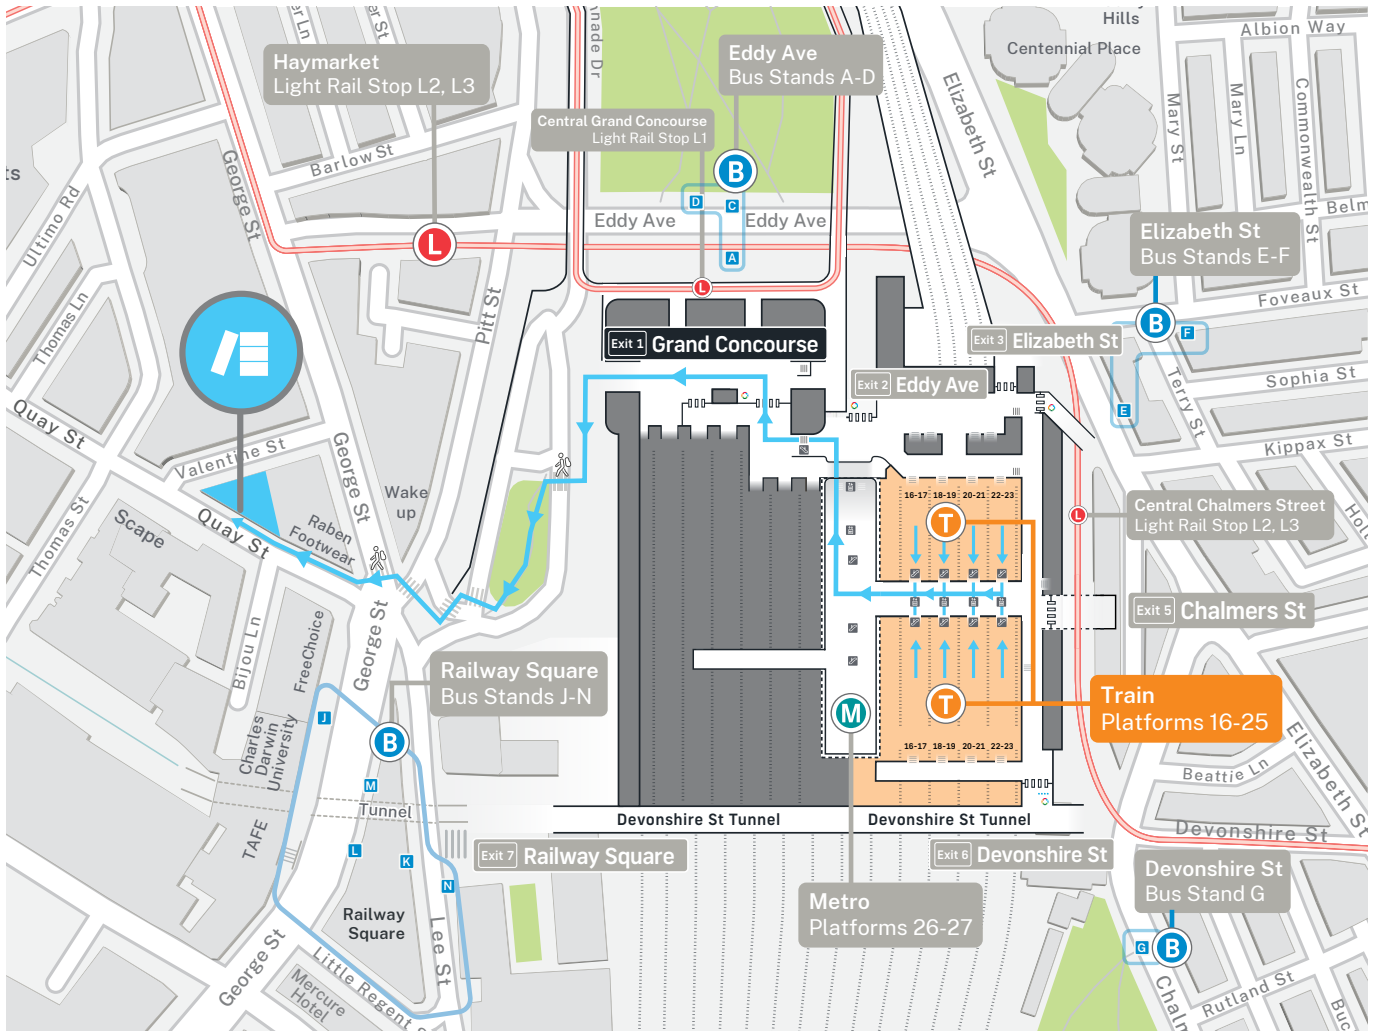 Hills
Centennial Place
Albion Way
Haymarket
Light Rail Stop L2, L3
Eddy Ave
Bus Stands A-D
Central Grand Concourse
Light Rail Stop L1
Elizabeth St
Mary St
Mary Ln
Commonwealth St
Barlow St
George St
Ultimo Rd
B
D
C
A
Eddy Ave
Eddy Ave
L
L
Elizabeth St
Bus Stands E-F
Foveaux St
B
F
E
Thomas Ln
Pitt St
Exit 1 Grand Concourse
Exit 3 Elizabeth St
Exit 2 Eddy Ave
Terry St
Sophia St
Kippax St
Quay St
Valentine St
George St
Wake
up
Thomas St
Scape
Quay St
Raben
Footwear
16-17 18-19 20-21 22-23
T
L
Central Chalmers Street
Light Rail Stop L2, L3
Exit 5 Chalmers St
Bijou Ln
FreeChoice
George St
Railway Square
Bus Stands J-N
Train
Platforms 16-25
T
M
B
J
M
L
K
N
16-17 18-19 20-21 22-23
Charles
Darwin
University
TAFE
Tunnel
Beattie Ln
Elizabeth St
Devonshire St
Devonshire St Tunnel
Devonshire St Tunnel
Exit 7 Railway Square
Exit 6 Devonshire St
Devonshire St
Bus Stand G
Metro
Platforms 26-27
Railway
Square
Lee St
George St
Little Regent
Mercure
Hotel
G
B
Rutland St